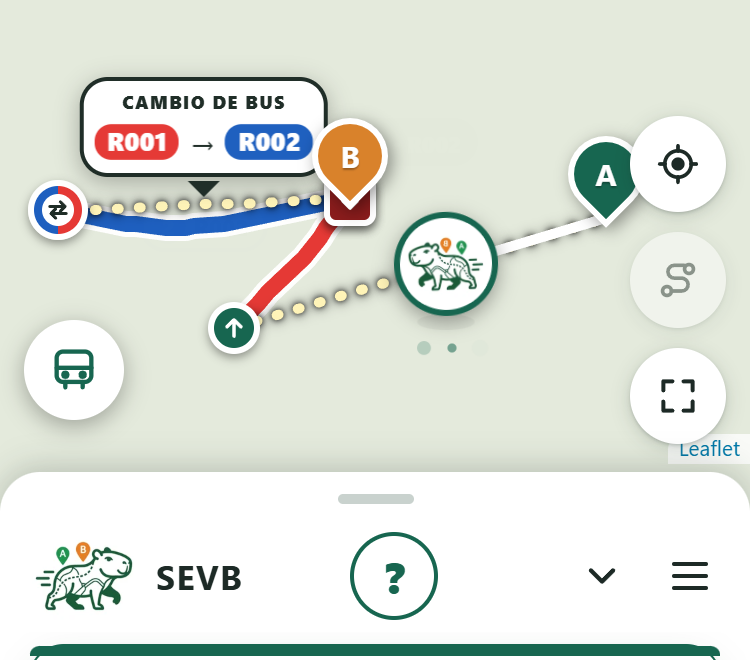 CAMBIO DE BUS
R001 → R002
B
A
B A
Leaflet
A B
SEVB
?